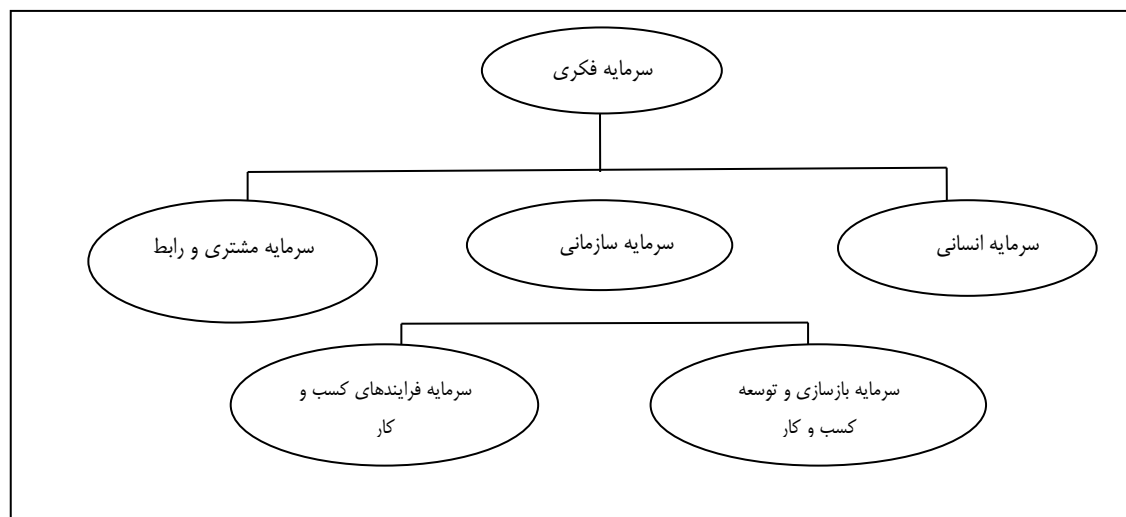 سرمایه فکری
سرمایه انسانی
سرمایه سازمانی
سرمایه مشتری و رابط
سرمایه بازسازی و توسعه
کسب و کار
سرمایه فرایندهای کسب و
کار